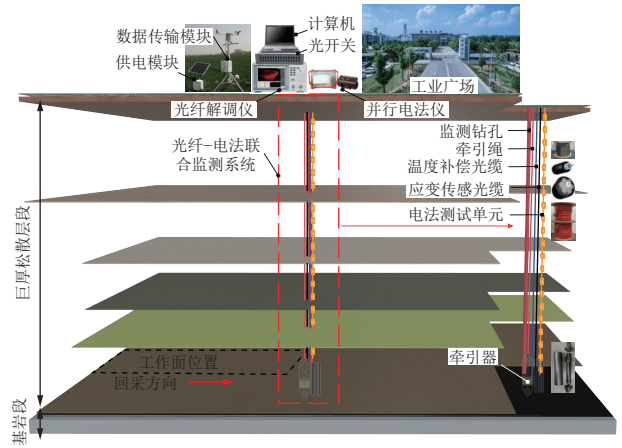 计算机
数据传输模块
光开关
供电模块
工业广场
光纤解调仪
并行电法仪
监测钻孔
光纤-电法联
合监测系统
牵引绳
温度补偿光缆
应变传感光缆
电法测试单元
巨厚松散层段
工作面位置
牵引器
回采方向
基岩段